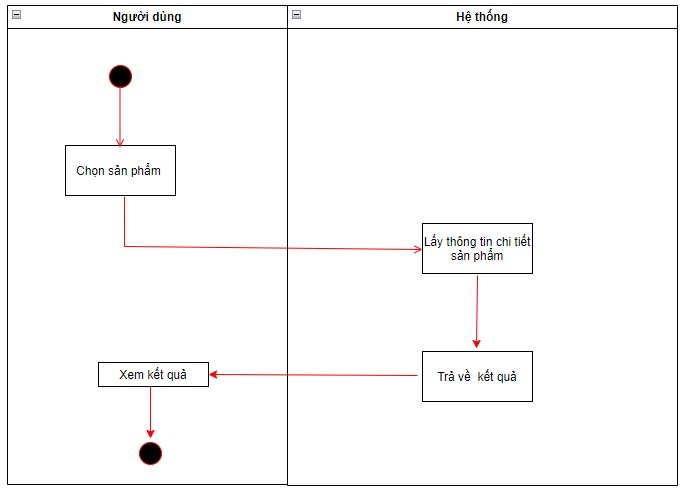 Người dùng
Hệ thống
Chọn sản phẩm
Lấy thông tin chi tiết
sản phẩm
Xem kết quả
Trả về kết quả